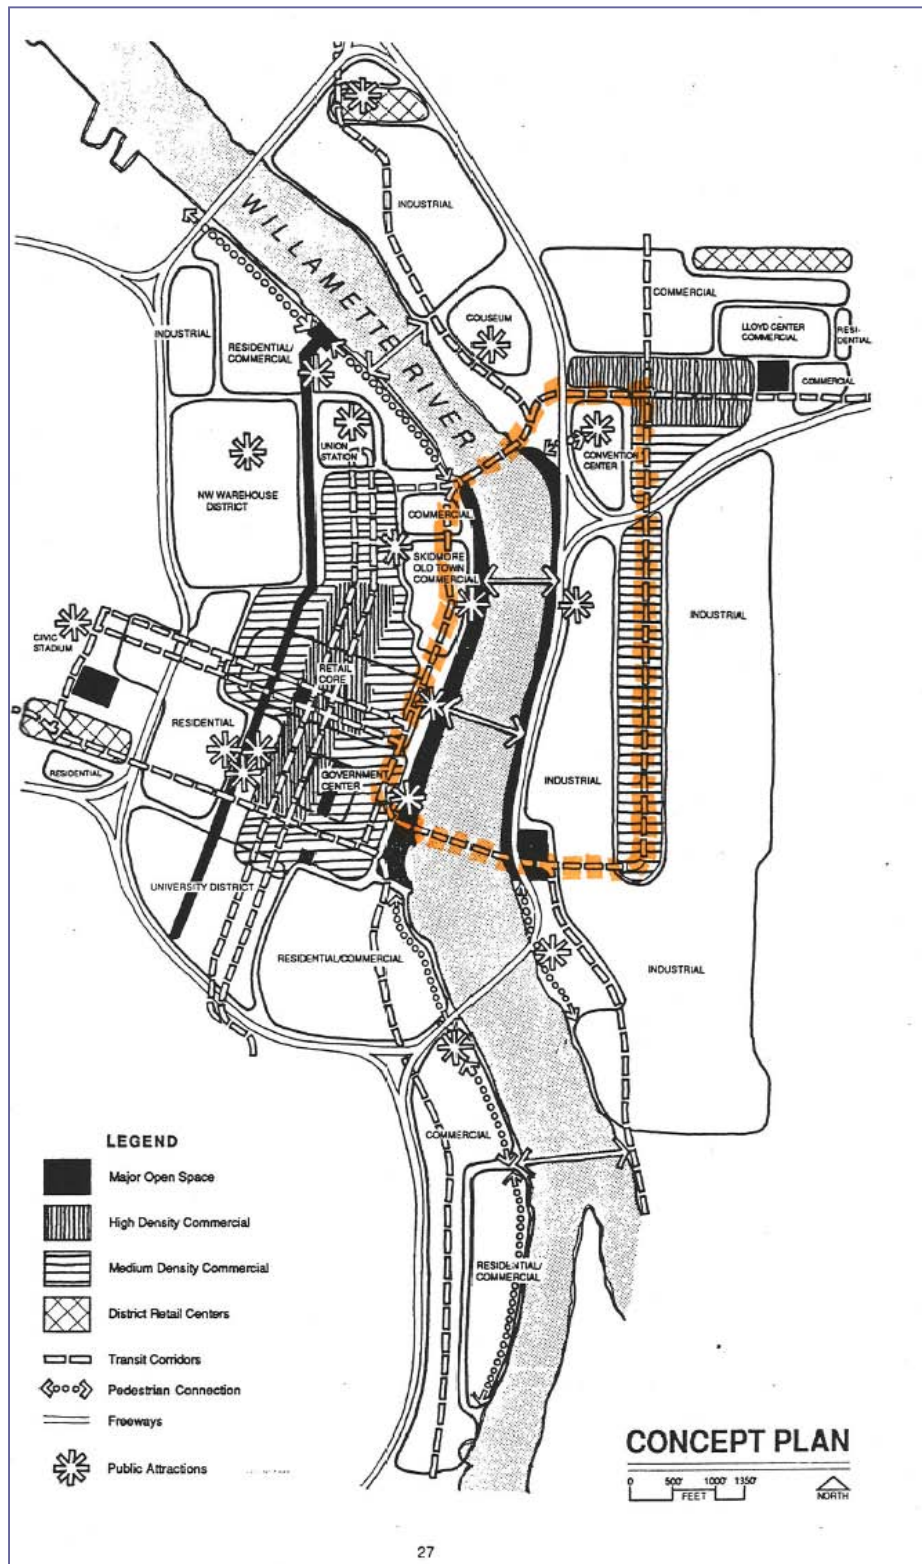 WILLAMETTE RIVER
INDUSTRIAL
COMMERCIAL
COLISEUM
LLOYD CENTER
COMMERCIAL
RESI-
DENTIAL
COMMERCIAL
INDUSTRIAL
RESIDENTIAL/
COMMERCIAL
UNION
STATION
CONVENTION
CENTER
NW WAREHOUSE
DISTRICT
COMMERCIAL
SKIDMORE
OLD TOWN
COMMERCIAL
INDUSTRIAL
INDUSTRIAL
CIVIC
STADIUM
RETAIL
CORE
RESIDENTIAL
RESIDENTIAL
GOVERNMENT
CENTER
UNIVERSITY DISTRICT
RESIDENTIAL/COMMERCIAL
INDUSTRIAL
COMMERCIAL
RESIDENTIAL/
COMMERCIAL
LEGEND
Major Open Space
High Density Commercial
Medium Density Commercial
District Retail Centers
Transit Corridors
Pedestrian Connection
Freeways
Public Attractions
CONCEPT PLAN
0 500' 1000' 1350'
FEET
NORTH
27